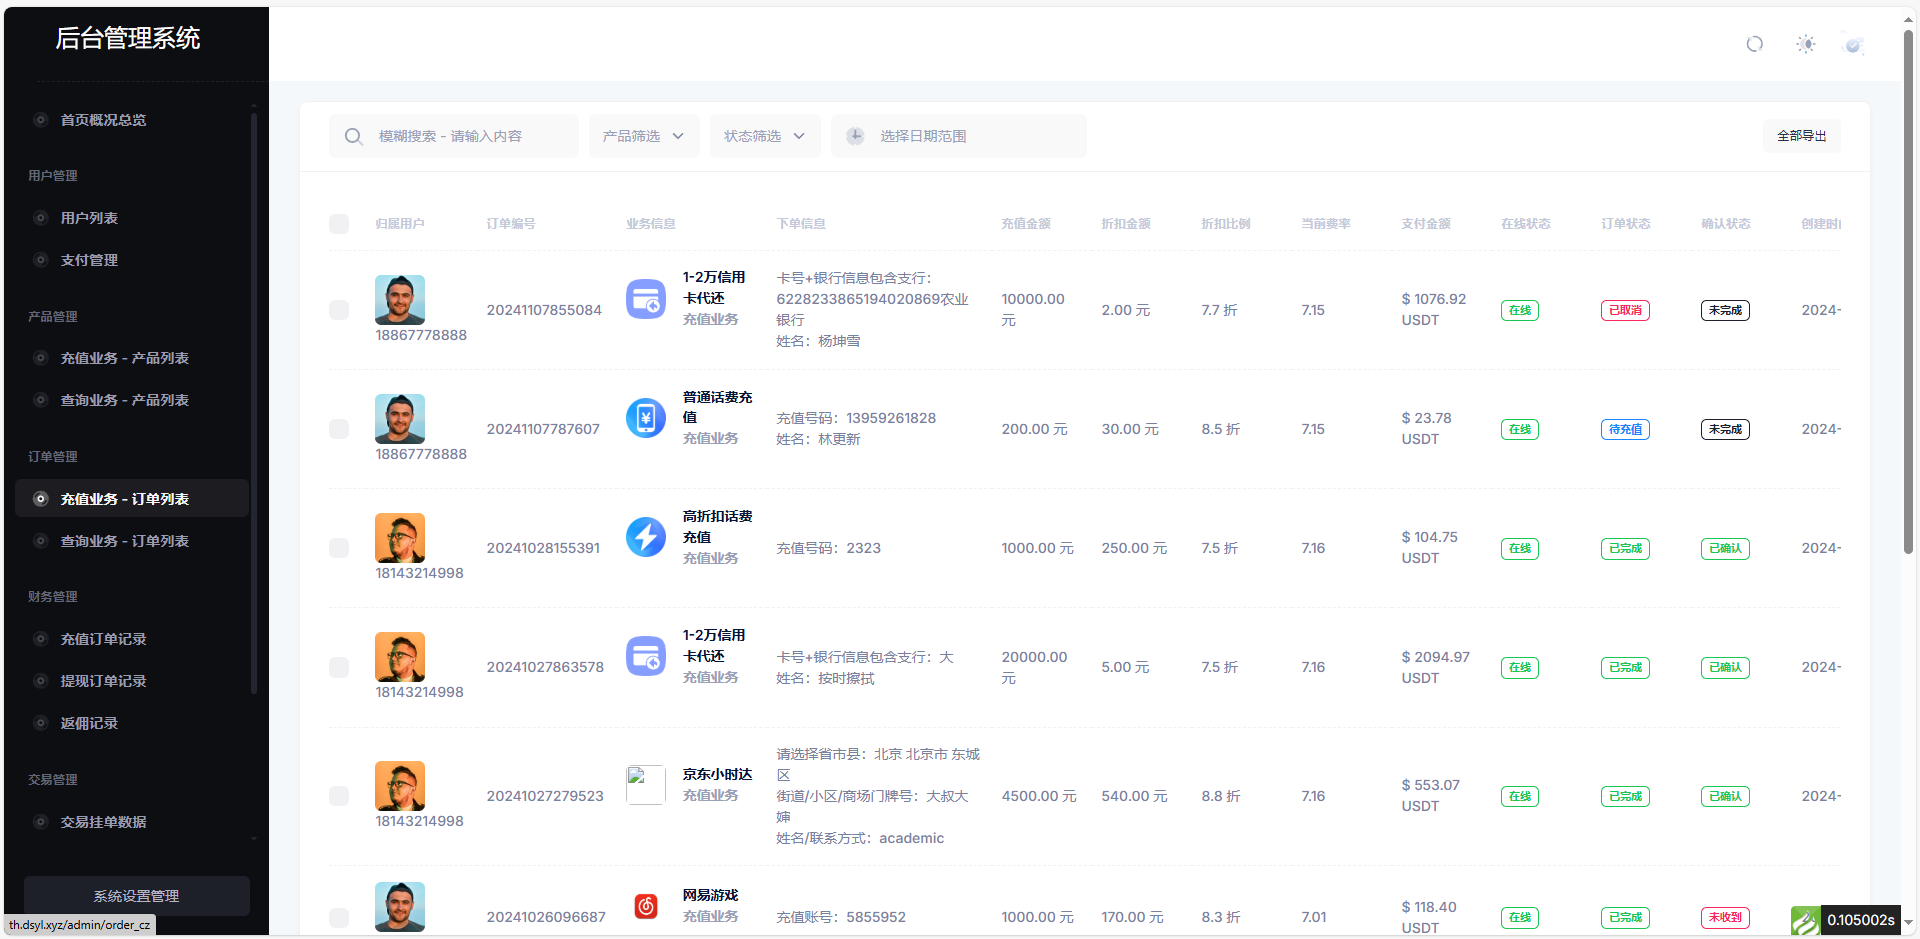 后台管理系统
首页概况总览
用户管理
用户列表
支付管理
产品管理
充值业务 - 产品列表
查询业务 - 产品列表
订单管理
充值业务 - 订单列表
查询业务 - 订单列表
财务管理
充值订单记录
提现订单记录
返佣记录
交易管理
交易挂单数据
系统设置管理
th.dsyl.xyz/admin/order_cz
模糊搜索 - 请输入内容
产品筛选
状态筛选
选择日期范围
全部导出
归属用户 订单编号 业务信息 下单信息 充值金额 折扣金额 折扣比例 当前费率 支付金额 在线状态 订单状态 确认状态 创建时
18867778888
20241107855084
1-2万信用
卡代还
充值业务
卡号+银行信息包含支行：
6228233865194020869农业
银行
姓名：杨坤雪
10000.00
元
2.00 元
7.7 折
7.15
$ 1076.92
USDT
在线
已取消
未完成
2024-
18867778888
20241107787607
普通话费充
值
充值业务
充值号码：13959261828
姓名：林更新
200.00 元
30.00 元
8.5 折
7.15
$ 23.78
USDT
在线
待充值
未完成
2024-
18143214998
20241028155391
高折扣话费
充值
充值业务
充值号码：2323
1000.00 元
250.00 元
7.5 折
7.16
$ 104.75
USDT
在线
已完成
已确认
2024-
18143214998
20241027863578
1-2万信用
卡代还
充值业务
卡号+银行信息包含支行：大
姓名：按时擦拭
20000.00
元
5.00 元
7.5 折
7.16
$ 2094.97
USDT
在线
已完成
已确认
2024-
18143214998
20241027279523
京东小时达
充值业务
请选择省市县：北京 北京市 东城
区
街道/小区/商场门牌号：大叔大
婶
姓名/联系方式：academic
4500.00 元
540.00 元
8.8 折
7.16
$ 553.07
USDT
在线
已完成
已确认
2024-
20241026096687
网易游戏
充值业务
充值账号：5855952
1000.00 元
170.00 元
8.3 折
7.01
$ 118.40
USDT
在线
已完成
未收到
0.105002s